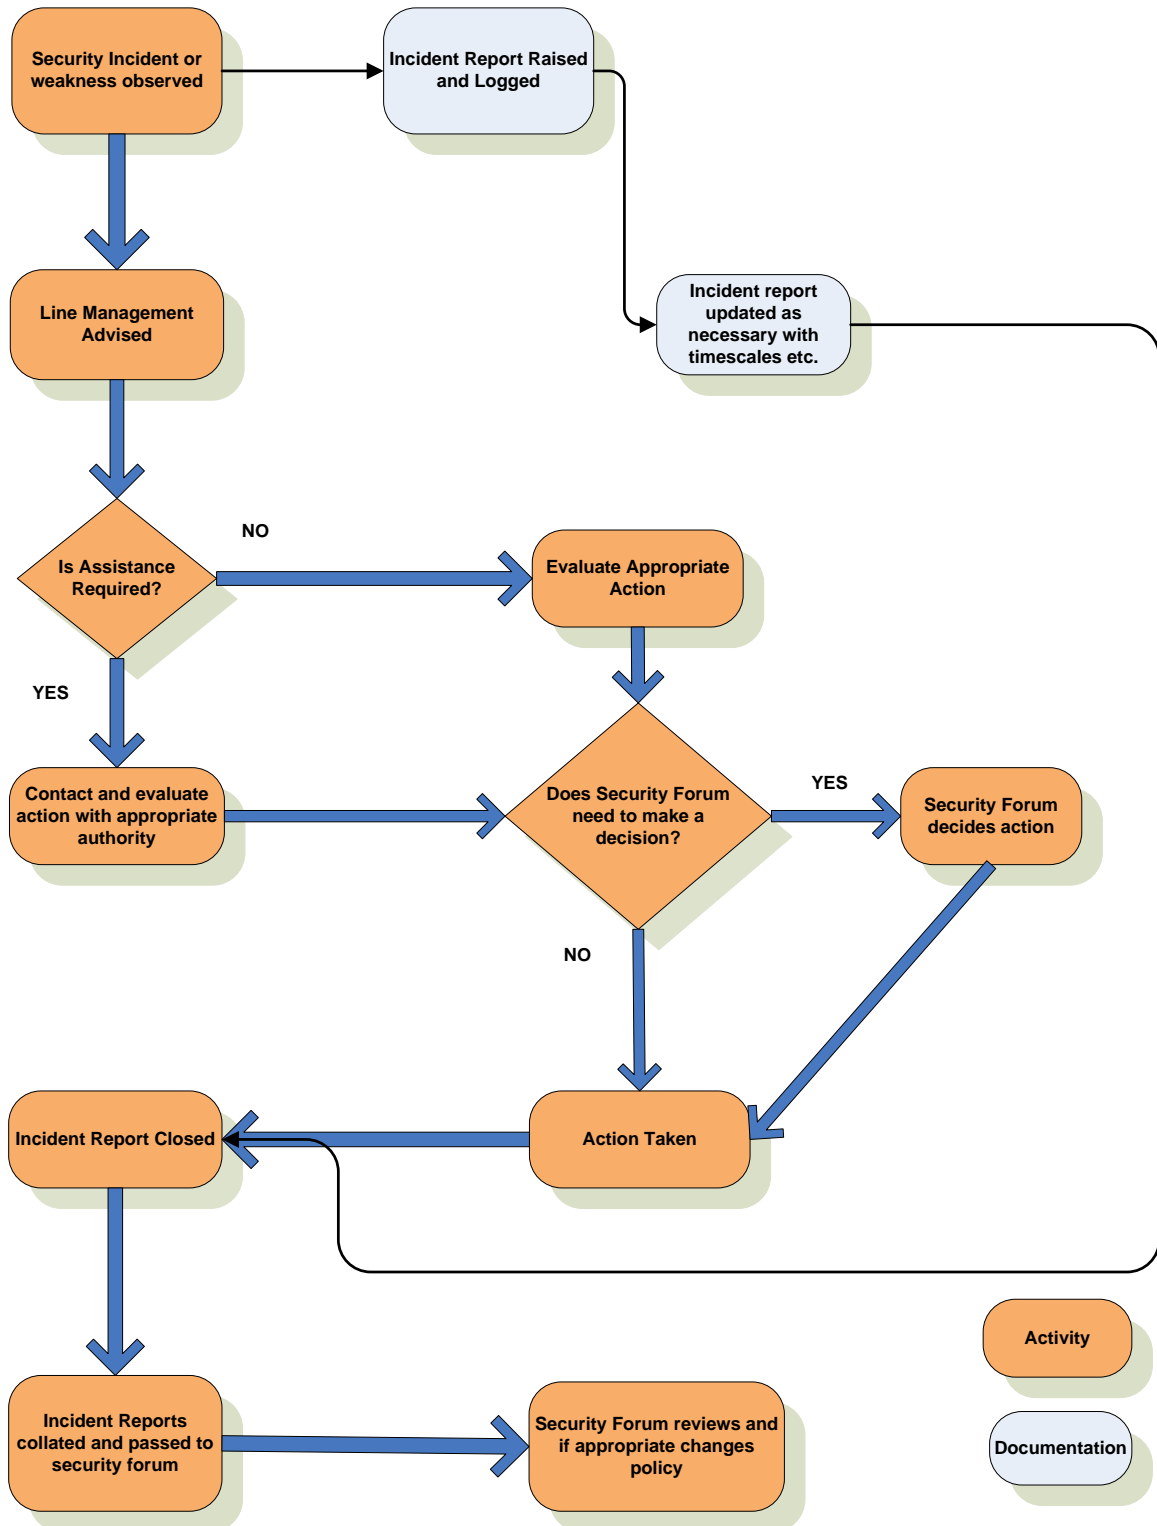 Security Incident or
weakness observed
Incident Report Raised
and Logged
Line Management
Advised
Incident report
updated as
necessary with
timescales etc.
NO
Is Assistance
Required?
Evaluate Appropriate
Action
YES
Contact and evaluate
action with appropriate
authority
Does Security Forum
need to make a
decision?
YES
Security Forum
decides action
NO
Incident Report Closed
Action Taken
Activity
Incident Reports
collated and passed to
security forum
Security Forum reviews and
if appropriate changes
policy
Documentation